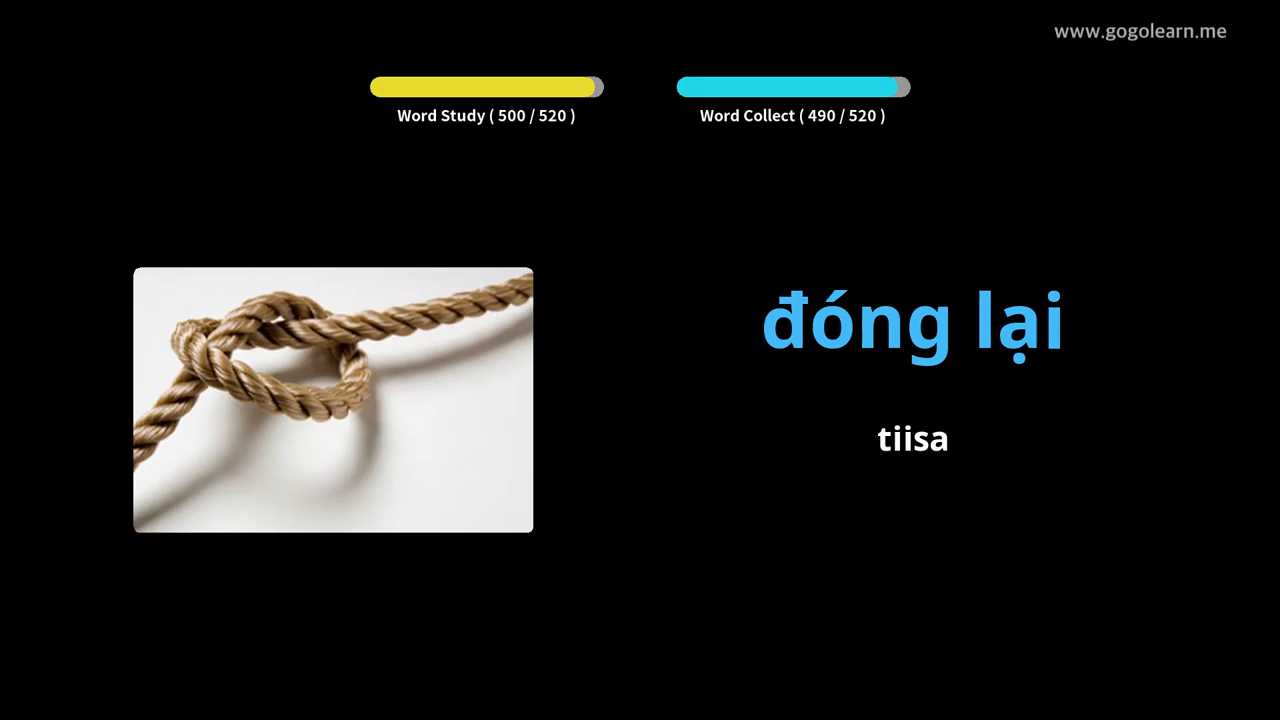 www.gogolearn.me
Word Study ( 500 / 520 )
Word Collect ( 490 / 520 )
đóng lại
tiisa